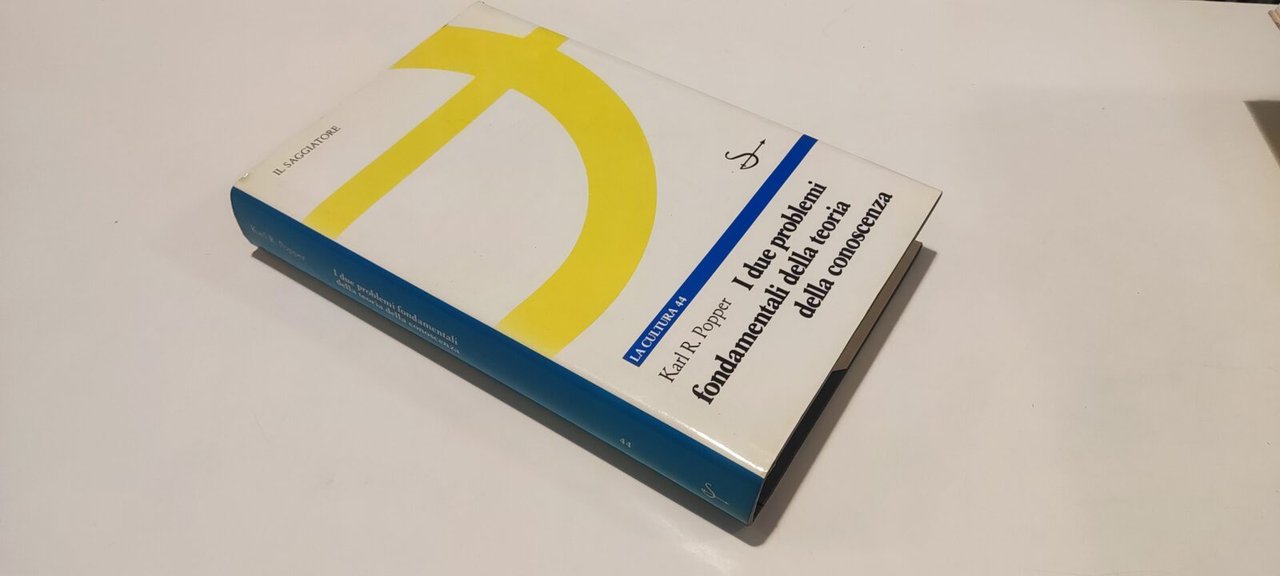 IL SAGGIATORE
LA CULTURA 44
Karl R. Popper I due problemi
fondamentali della teoria
della conoscenza
Karl R. Popper
I due problemi fondamentali
della teoria della conoscenza
44